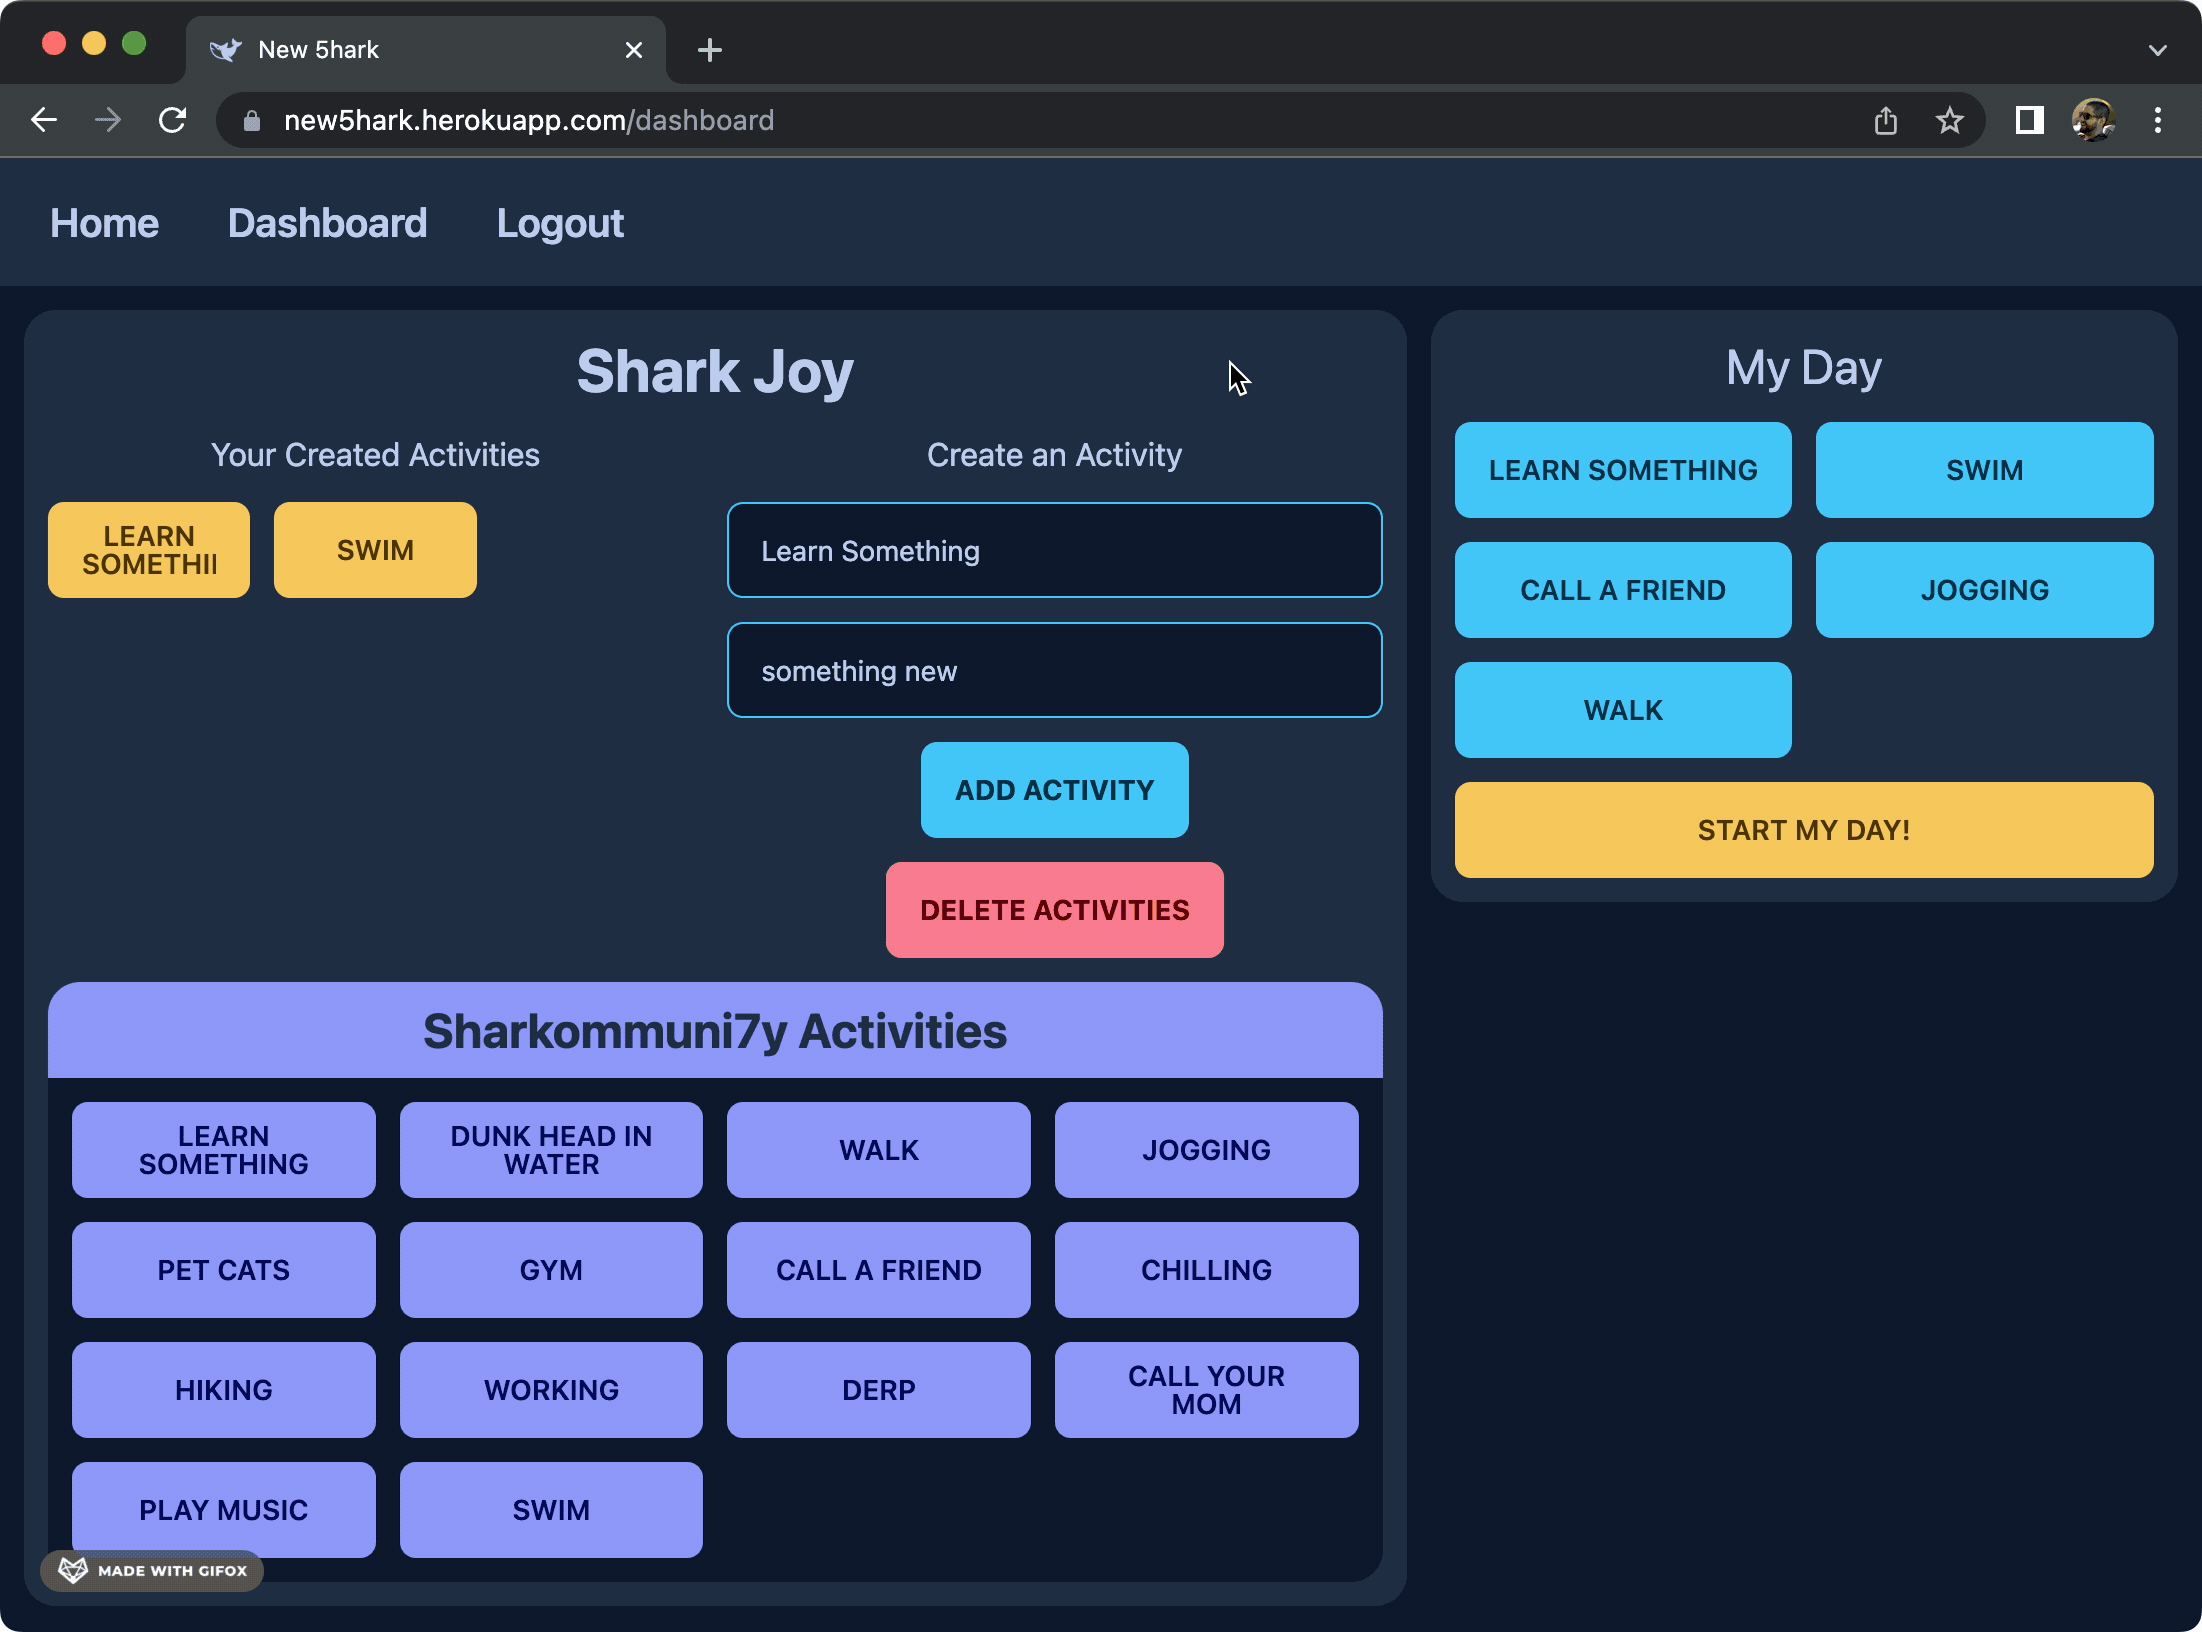 New 5hark
new5hark.herokuapp.com/dashboard
Home Dashboard Logout
Shark Joy
Your Created Activities
LEARN
SOMETHII
SWIM
Create an Activity
Learn Something
something new
ADD ACTIVITY
DELETE ACTIVITIES
Sharkommuni7y Activities
LEARN
SOMETHING
DUNK HEAD IN
WATER
WALK
JOGGING
PET CATS
GYM
CALL A FRIEND
CHILLING
HIKING
WORKING
DERP
CALL YOUR
MOM
PLAY MUSIC
SWIM
MADE WITH GIFOX
My Day
LEARN SOMETHING
SWIM
CALL A FRIEND
JOGGING
WALK
START MY DAY!